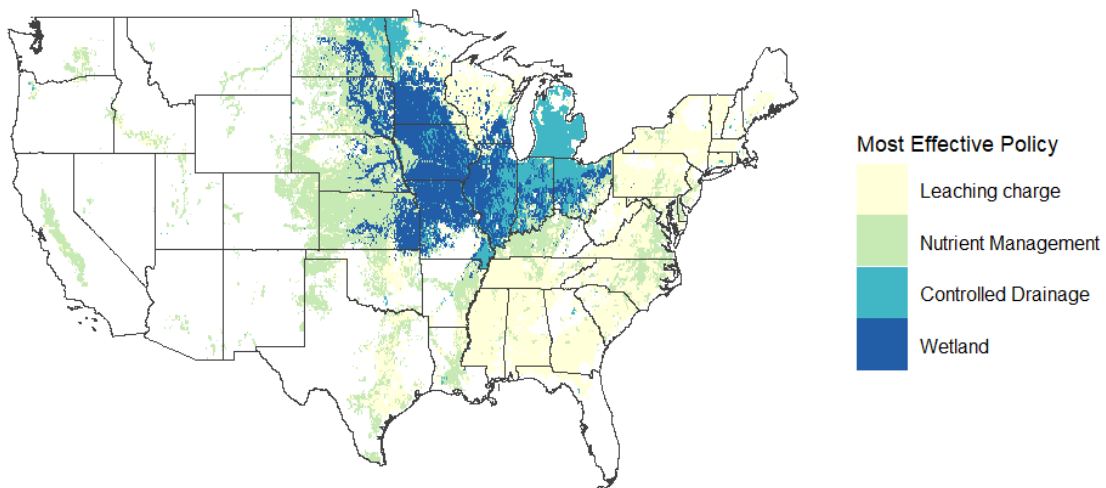 Most Effective Policy
Leaching charge
Nutrient Management
Controlled Drainage
Wetland